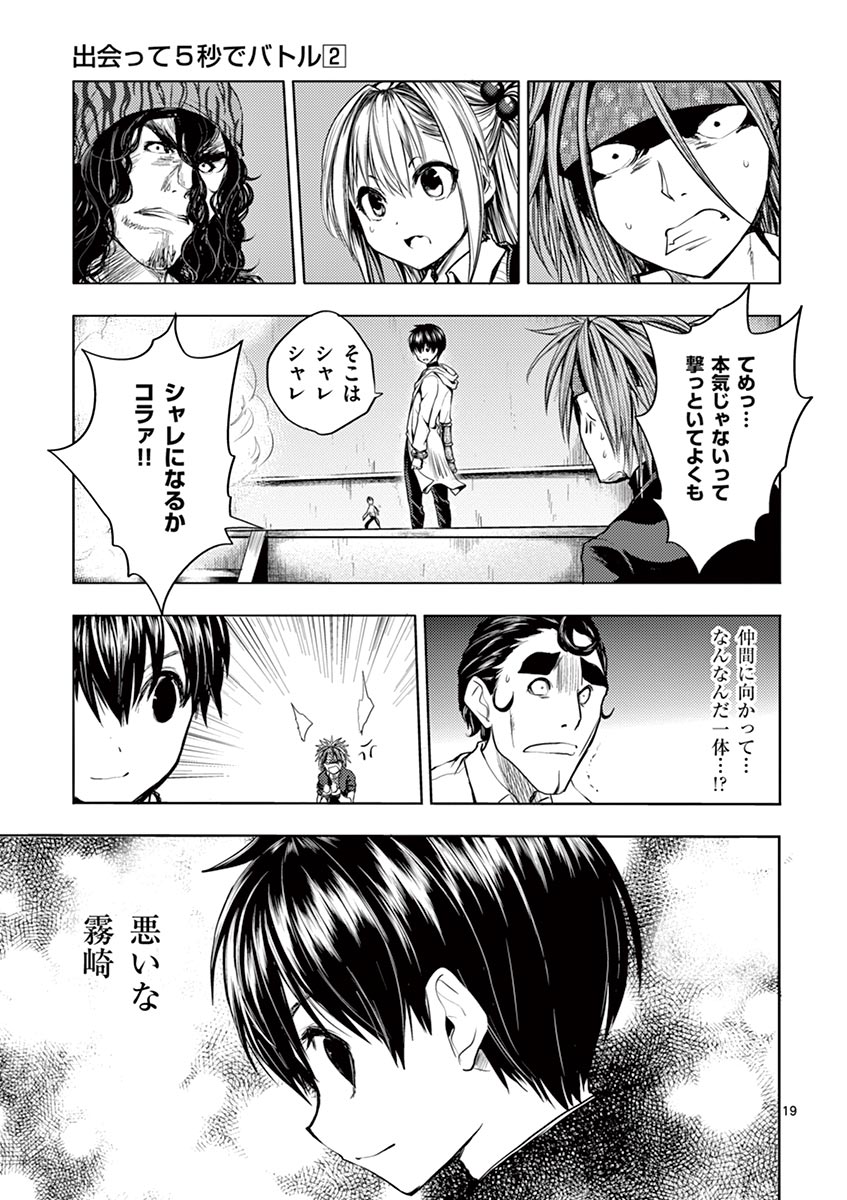 出会って5秒でバトル2
てめっ…
本気じゃないって
撃っといてよくも
そこは
シャレ
シャレ
シャレになるか
コラァ!!
仲間に向かって…
なんなんだ一体…!?
悪いな
霧崎
19